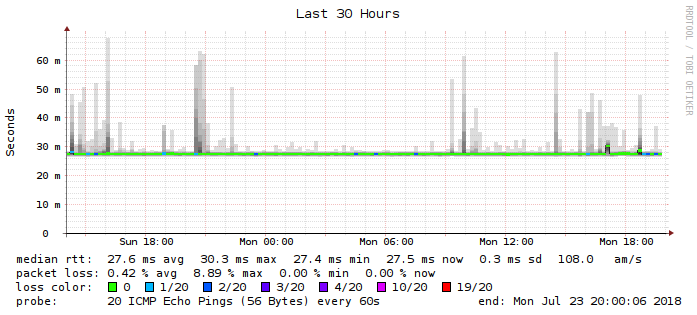 Last 30 Hours
RRDTOOL / TOBI OETIKER
Seconds
60 m
50 m
40 m
30 m
20 m
10 m
0
Sun 18:00 Mon 00:00 Mon 06:00 Mon 12:00 Mon 18:00
median rtt: 27.6 ms avg 30.3 ms max 27.4 ms min 27.5 ms now 0.3 ms sd 108.0 am/s
packet loss: 0.42 % avg 8.89 % max 0.00 % min 0.00 % now
loss color: 0 1/20 2/20 3/20 4/20 10/20 19/20
probe: 20 ICMP Echo Pings (56 Bytes) every 60s end: Mon Jul 23 20:00:06 2018